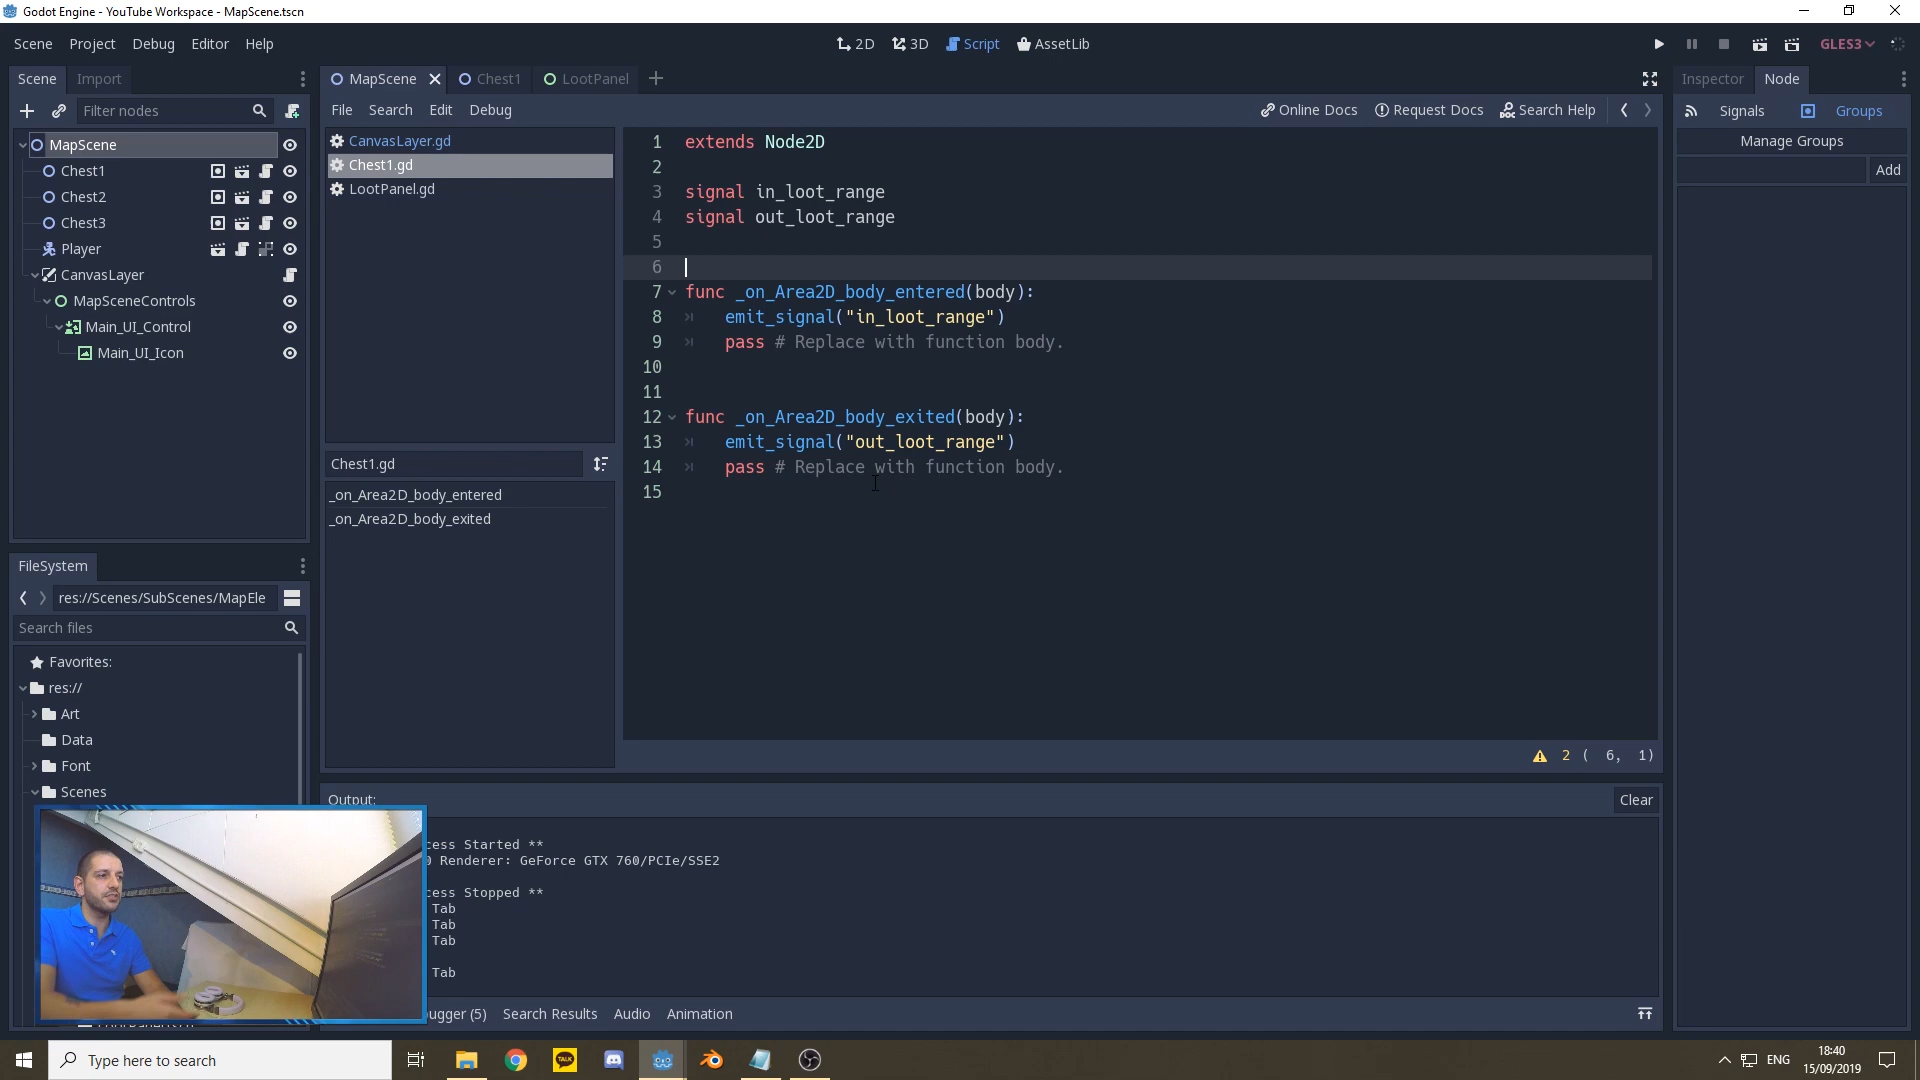 Godot Engine - YouTube Workspace - MapScene.tscn
Scene Project Debug Editor Help
2D 3D Script AssetLib
GLES3
Scene Import
MapScene Chest1 LootPanel
Inspector Node
Filter nodes
File Search Edit Debug
Online Docs Request Docs Search Help
Signals Groups
Manage Groups
Add
MapScene
Chest1
Chest2
Chest3
Player
CanvasLayer
MapSceneControls
Main_UI_Control
Main_UI_Icon
CanvasLayer.gd
Chest1.gd
LootPanel.gd
Chest1.gd
_on_Area2D_body_entered
_on_Area2D_body_exited
1 extends Node2D
2
3 signal in_loot_range
4 signal out_loot_range
5
6
7 func _on_Area2D_body_entered(body):
8 emit_signal("in_loot_range")
9 pass # Replace with function body.
10
11
12 func _on_Area2D_body_exited(body):
13 emit_signal("out_loot_range")
14 pass # Replace with function body.
15
2 ( 6, 1)
FileSystem
res://Scenes/SubScenes/MapEle
Search files
Favorites:
res://
Art
Data
Font
Scenes
Output:
Clear
cess Started **
0 Renderer: GeForce GTX 760/PCIe/SSE2
cess Stopped **
Tab
Tab
Tab
Tab
ugger (5) Search Results Audio Animation
Type here to search
TALK
ENG
18:40
15/09/2019